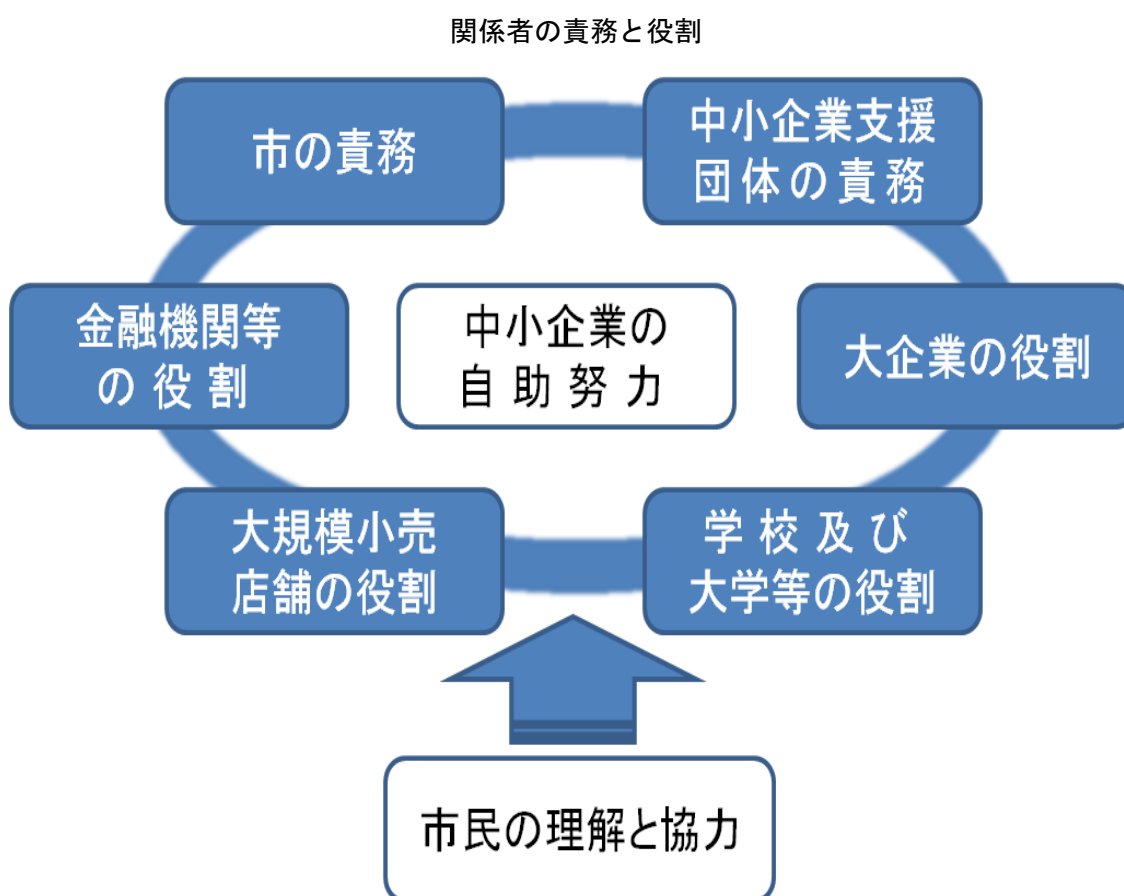 関係者の責務と役割
市の責務
中小企業支援
団体の責務
金融機関等
の役割
中小企業の
自助努力
大企業の役割
大規模小売
店舗の役割
学校及び
大学等の役割
市民の理解と協力